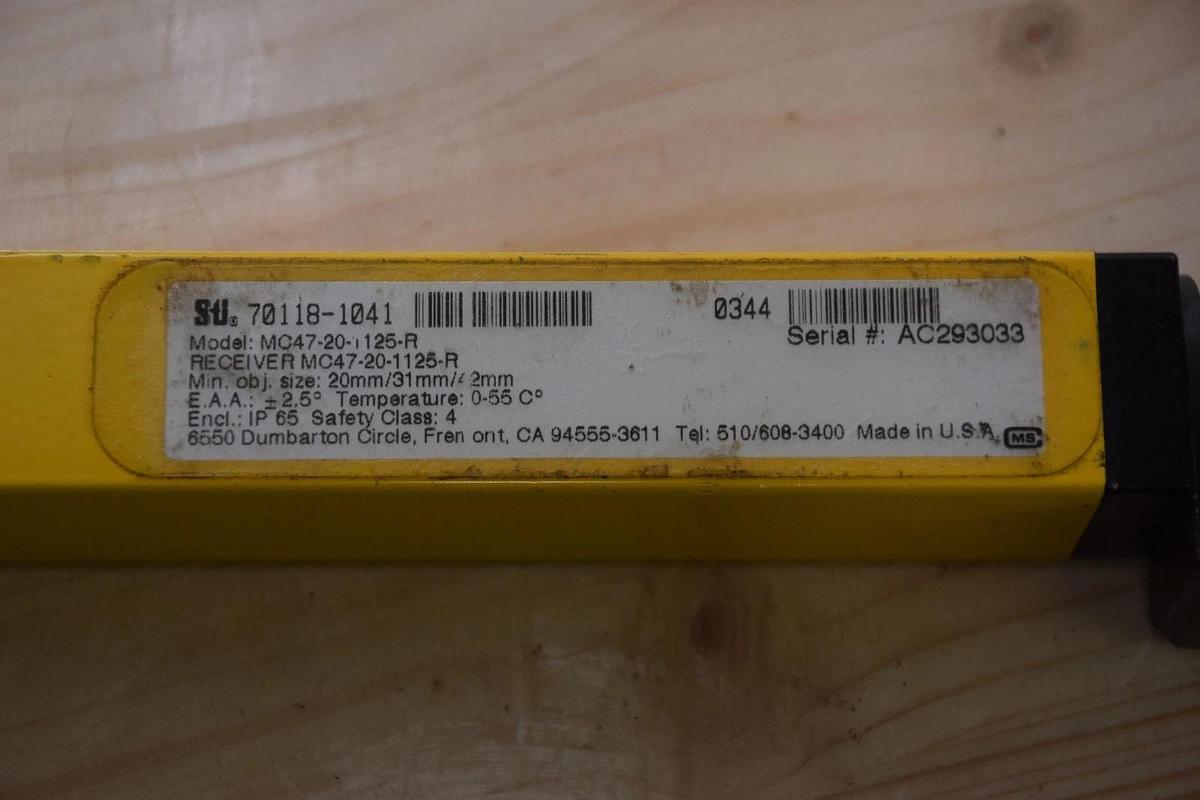 STI 70118-1041 0344
Serial #: AC293033
Model: MC47-20-1125-R
RECEIVER MC47-20-1125-R
Min. obj. size: 20mm/31mm/42mm
E.A.A.: ±2.5° Temperature: 0-55 C°
Encl.: IP 65 Safety Class: 4
6550 Dumbarton Circle, Fremont, CA 94555-3611 Tel: 510/608-3400 Made in U.S.A. MS